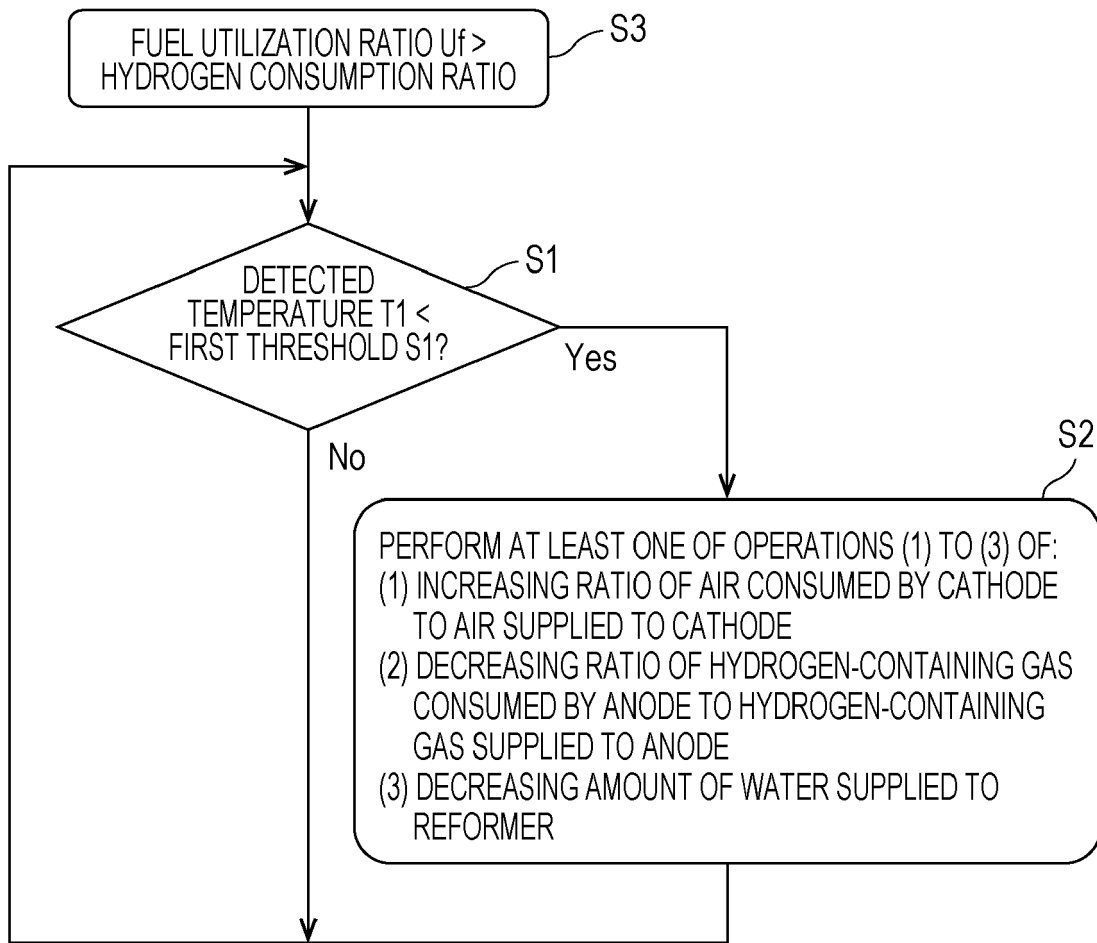 FUEL UTILIZATION RATIO Uf >
HYDROGEN CONSUMPTION RATIO
S3
S1
DETECTED
TEMPERATURE T1 <
FIRST THRESHOLD S1?
Yes
No
S2
PERFORM AT LEAST ONE OF OPERATIONS (1) TO (3) OF:
(1) INCREASING RATIO OF AIR CONSUMED BY CATHODE
TO AIR SUPPLIED TO CATHODE
(2) DECREASING RATIO OF HYDROGEN-CONTAINING GAS
CONSUMED BY ANODE TO HYDROGEN-CONTAINING
GAS SUPPLIED TO ANODE
(3) DECREASING AMOUNT OF WATER SUPPLIED TO
REFORMER